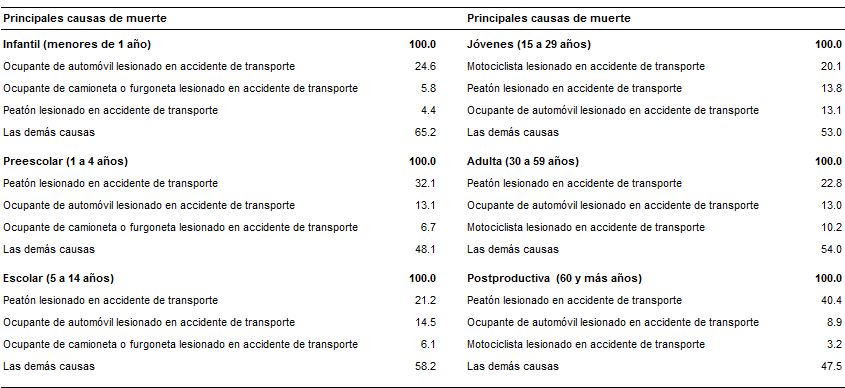 Principales causas de muerte
Infantil (menores de 1 año) 100.0
Ocupante de automóvil lesionado en accidente de transporte 24.6
Ocupante de camioneta o furgoneta lesionado en accidente de transporte 5.8
Peatón lesionado en accidente de transporte 4.4
Las demás causas 65.2
Preescolar (1 a 4 años) 100.0
Peatón lesionado en accidente de transporte 32.1
Ocupante de automóvil lesionado en accidente de transporte 13.1
Ocupante de camioneta o furgoneta lesionado en accidente de transporte 6.7
Las demás causas 48.1
Escolar (5 a 14 años) 100.0
Peatón lesionado en accidente de transporte 21.2
Ocupante de automóvil lesionado en accidente de transporte 14.5
Ocupante de camioneta o furgoneta lesionado en accidente de transporte 6.1
Las demás causas 58.2
Principales causas de muerte
Jóvenes (15 a 29 años) 100.0
Motociclista lesionado en accidente de transporte 20.1
Peatón lesionado en accidente de transporte 13.8
Ocupante de automóvil lesionado en accidente de transporte 13.1
Las demás causas 53.0
Adulta (30 a 59 años) 100.0
Peatón lesionado en accidente de transporte 22.8
Ocupante de automóvil lesionado en accidente de transporte 13.0
Motociclista lesionado en accidente de transporte 10.2
Las demás causas 54.0
Postproductiva (60 y más años) 100.0
Peatón lesionado en accidente de transporte 40.4
Ocupante de automóvil lesionado en accidente de transporte 8.9
Motociclista lesionado en accidente de transporte 3.2
Las demás causas 47.5